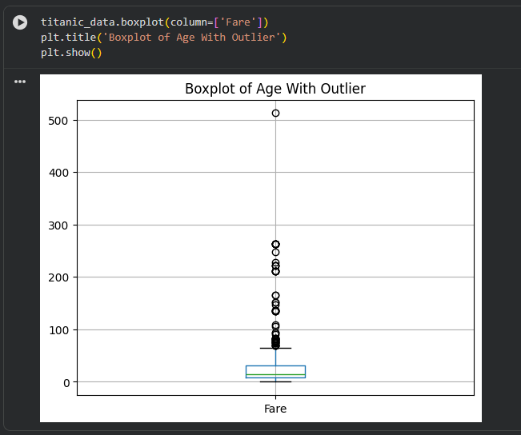 titanic_data.boxplot(column=['Fare'])
plt.title('Boxplot of Age With Outlier')
plt.show()
Boxplot of Age With Outlier
500
400
300
200
100
0
Fare